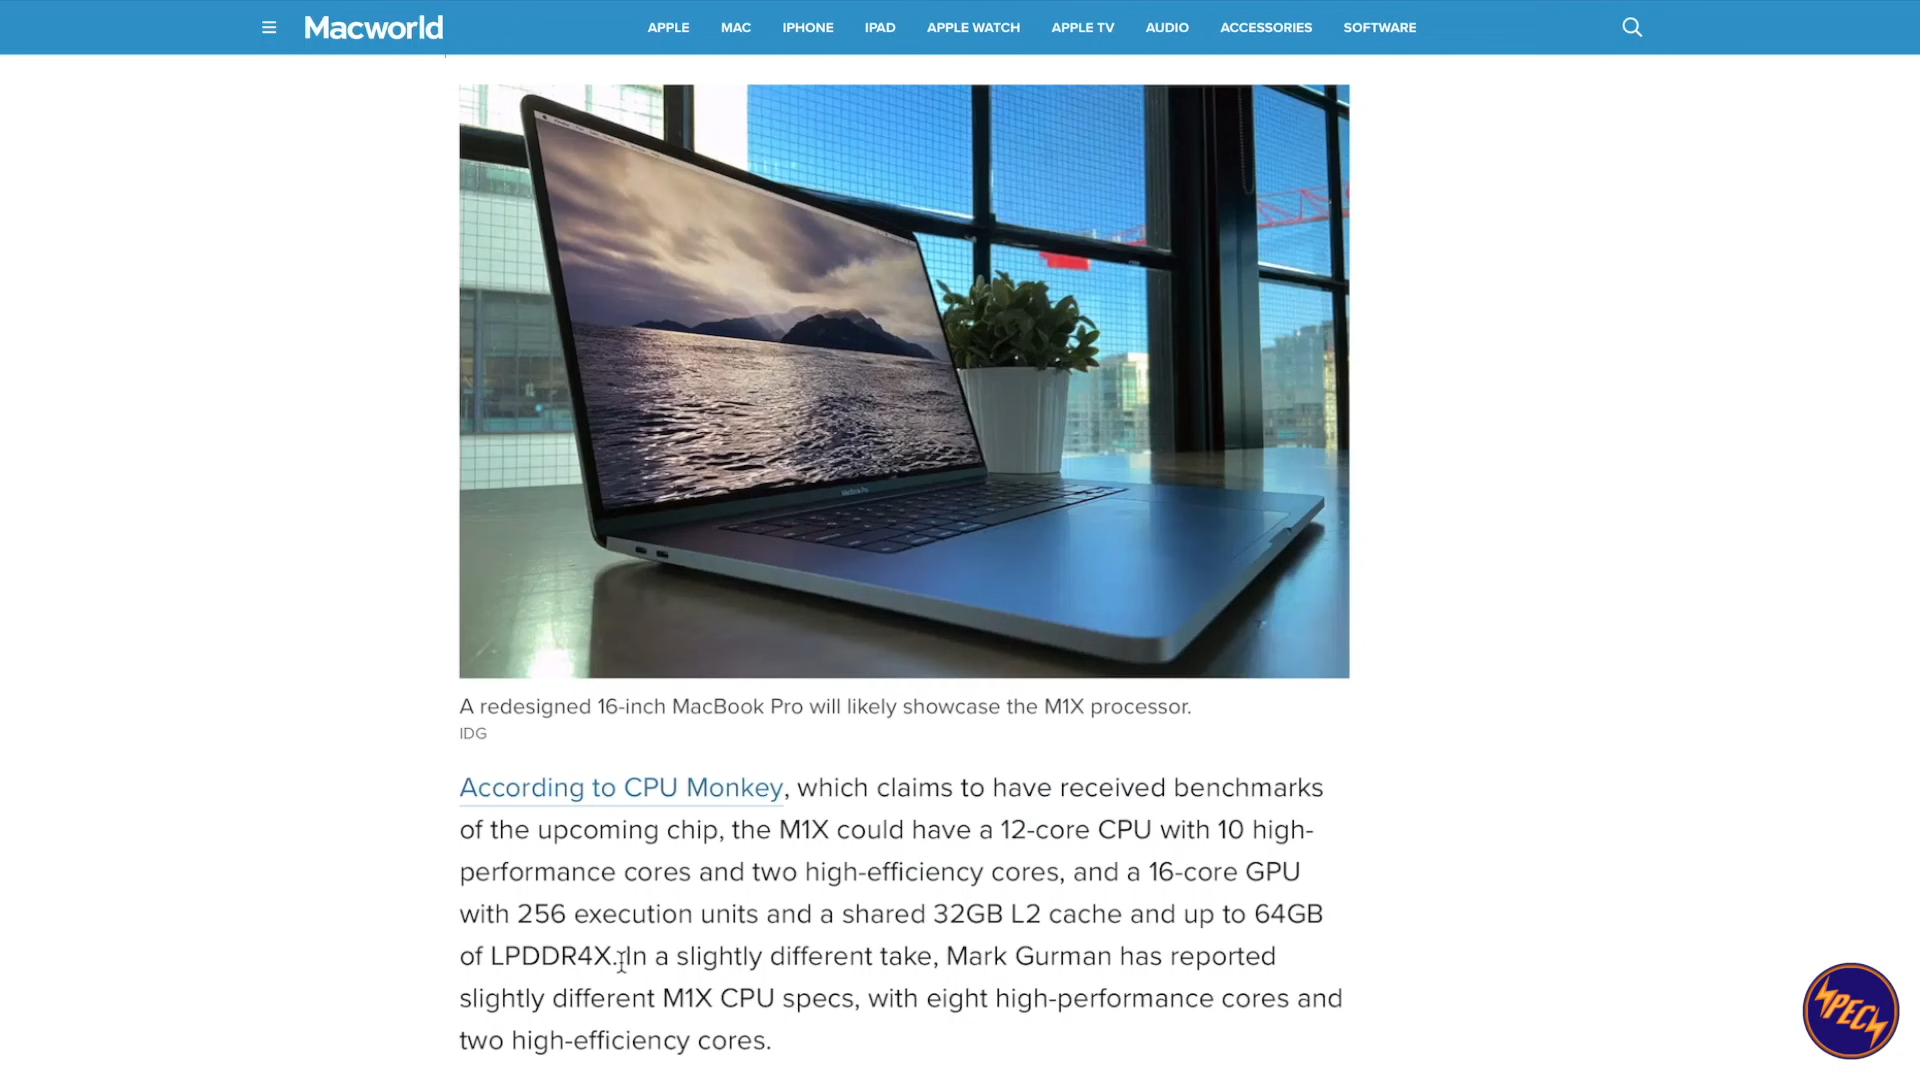 Macworld
APPLE MAC IPHONE IPAD APPLE WATCH APPLE TV AUDIO ACCESSORIES SOFTWARE
MacBook Pro
A redesigned 16-inch MacBook Pro will likely showcase the M1X processor.
IDG
According to CPU Monkey, which claims to have received benchmarks
of the upcoming chip, the M1X could have a 12-core CPU with 10 high-
performance cores and two high-efficiency cores, and a 16-core GPU
with 256 execution units and a shared 32GB L2 cache and up to 64GB
of LPDDR4X. In a slightly different take, Mark Gurman has reported
slightly different M1X CPU specs, with eight high-performance cores and
two high-efficiency cores.
SPECS